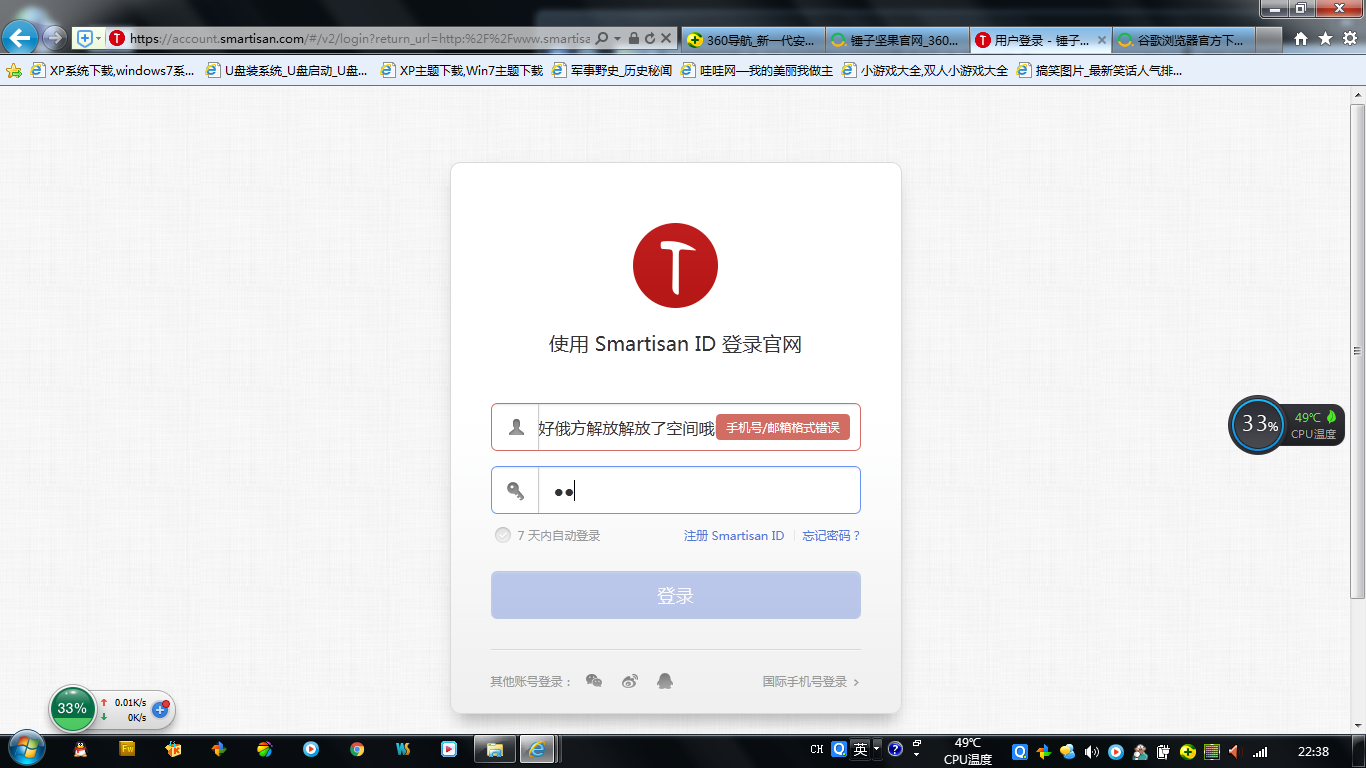 https://account.smartisan.com/#/v2/login?return_url=http:%2F%2Fwww.smartisa
360导航_新一代安...
锤子坚果官网_360...
用户登录 - 锤子...
谷歌浏览器官方下...
XP系统下载,windows7系...
U盘装系统_U盘启动_U盘...
XP主题下载,Win7主题下载
军事野史_历史秘闻
哇哇网—我的美丽我做主
小游戏大全,双人小游戏大全
搞笑图片_最新笑话人气排...
使用 Smartisan ID 登录官网
好俄方解放解放了空间哦
手机号/邮箱格式错误
7 天内自动登录
注册 Smartisan ID
忘记密码？
登录
其他账号登录：
国际手机号登录
33%
49℃
CPU温度
33%
0.01K/s
0K/s
CH
英
49℃
CPU温度
22:38